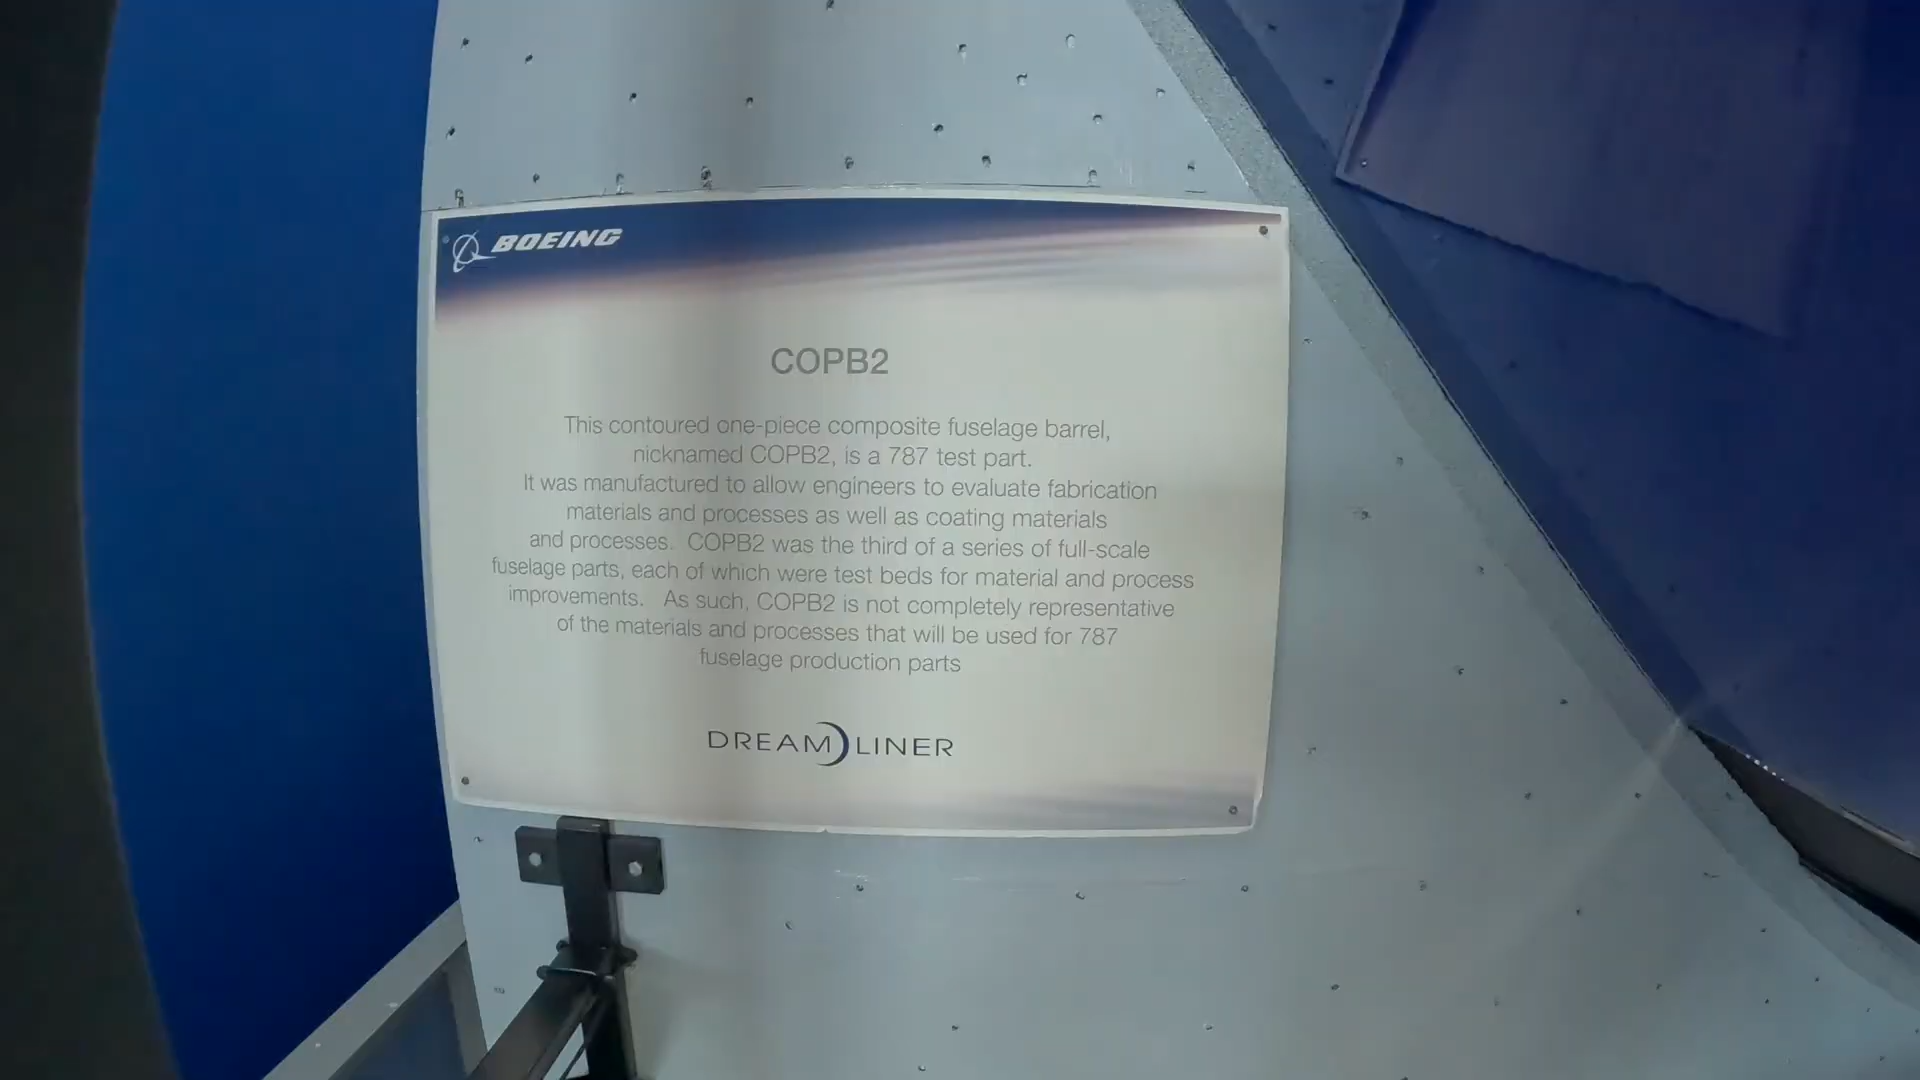 BOEING
COPB2
This contoured one-piece composite fuselage barrel,
nicknamed COPB2, is a 787 test part.
It was manufactured to allow engineers to evaluate fabrication
materials and processes as well as coating materials
and processes. COPB2 was the third of a series of full-scale
fuselage parts, each of which were test beds for material and process
improvements. As such, COPB2 is not completely representative
of the materials and processes that will be used for 787
fuselage production parts
DREAMLINER